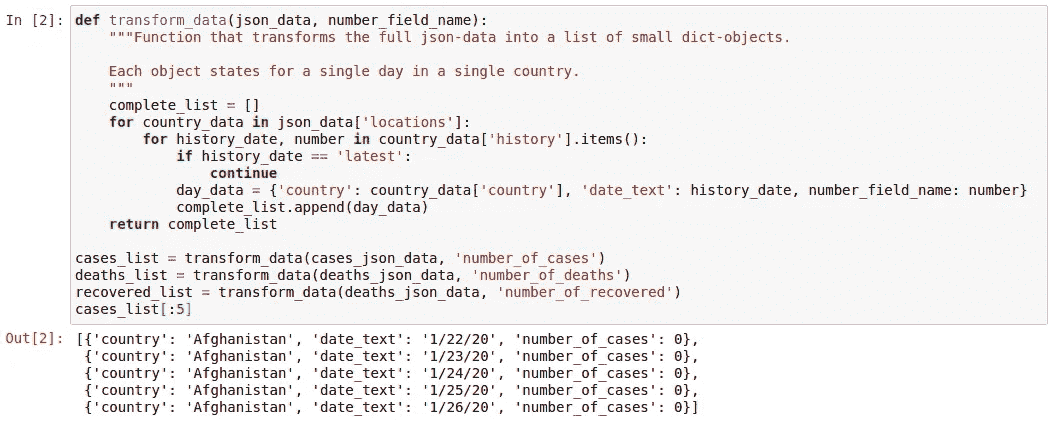 In [2]: def transform_data(json_data, number_field_name):
    """Function that transforms the full json-data into a list of small dict-objects.

    Each object states for a single day in a single country.
    """
    complete_list = []
    for country_data in json_data['locations']:
        for history_date, number in country_data['history'].items():
            if history_date == 'latest':
                continue
            day_data = {'country': country_data['country'], 'date_text': history_date, number_field_name: number}
            complete_list.append(day_data)
    return complete_list

cases_list = transform_data(cases_json_data, 'number_of_cases')
deaths_list = transform_data(deaths_json_data, 'number_of_deaths')
recovered_list = transform_data(deaths_json_data, 'number_of_recovered')
cases_list[:5]
Out[2]: [{'country': 'Afghanistan', 'date_text': '1/22/20', 'number_of_cases': 0},
 {'country': 'Afghanistan', 'date_text': '1/23/20', 'number_of_cases': 0},
 {'country': 'Afghanistan', 'date_text': '1/24/20', 'number_of_cases': 0},
 {'country': 'Afghanistan', 'date_text': '1/25/20', 'number_of_cases': 0},
 {'country': 'Afghanistan', 'date_text': '1/26/20', 'number_of_cases': 0}]